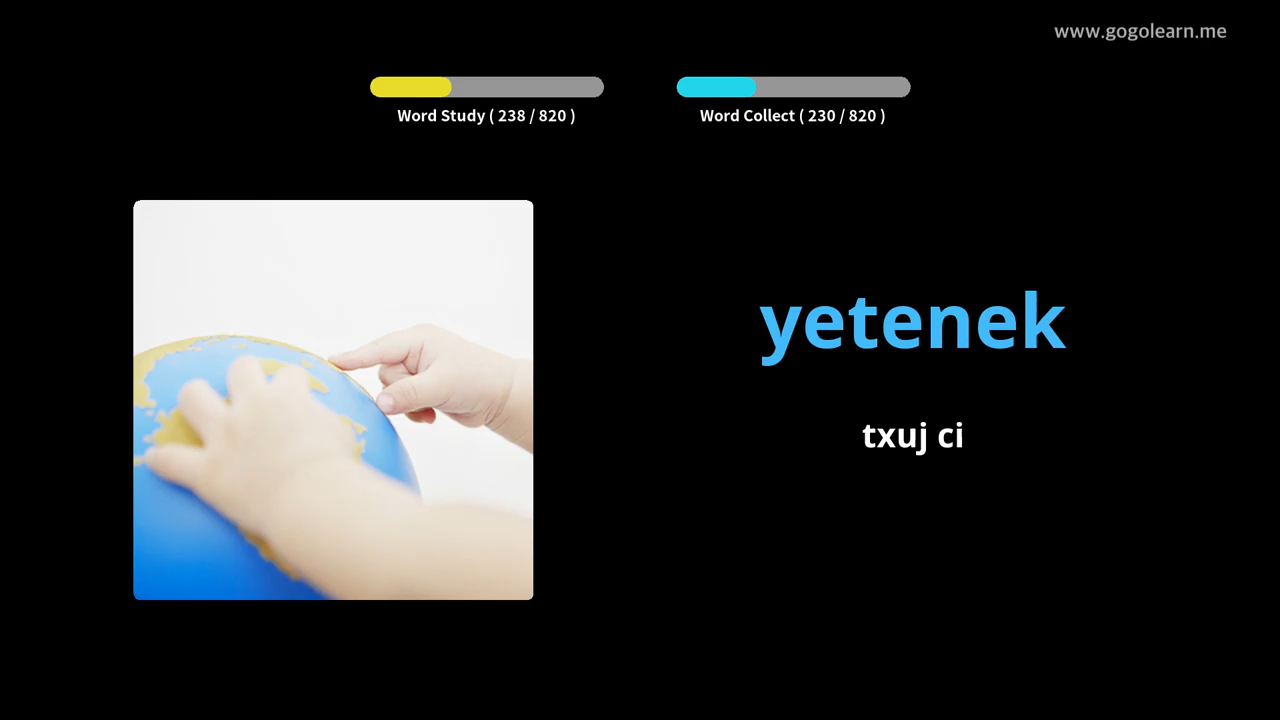 www.gogolearn.me
Word Study ( 238 / 820 )
Word Collect ( 230 / 820 )
yetenek
txuj ci